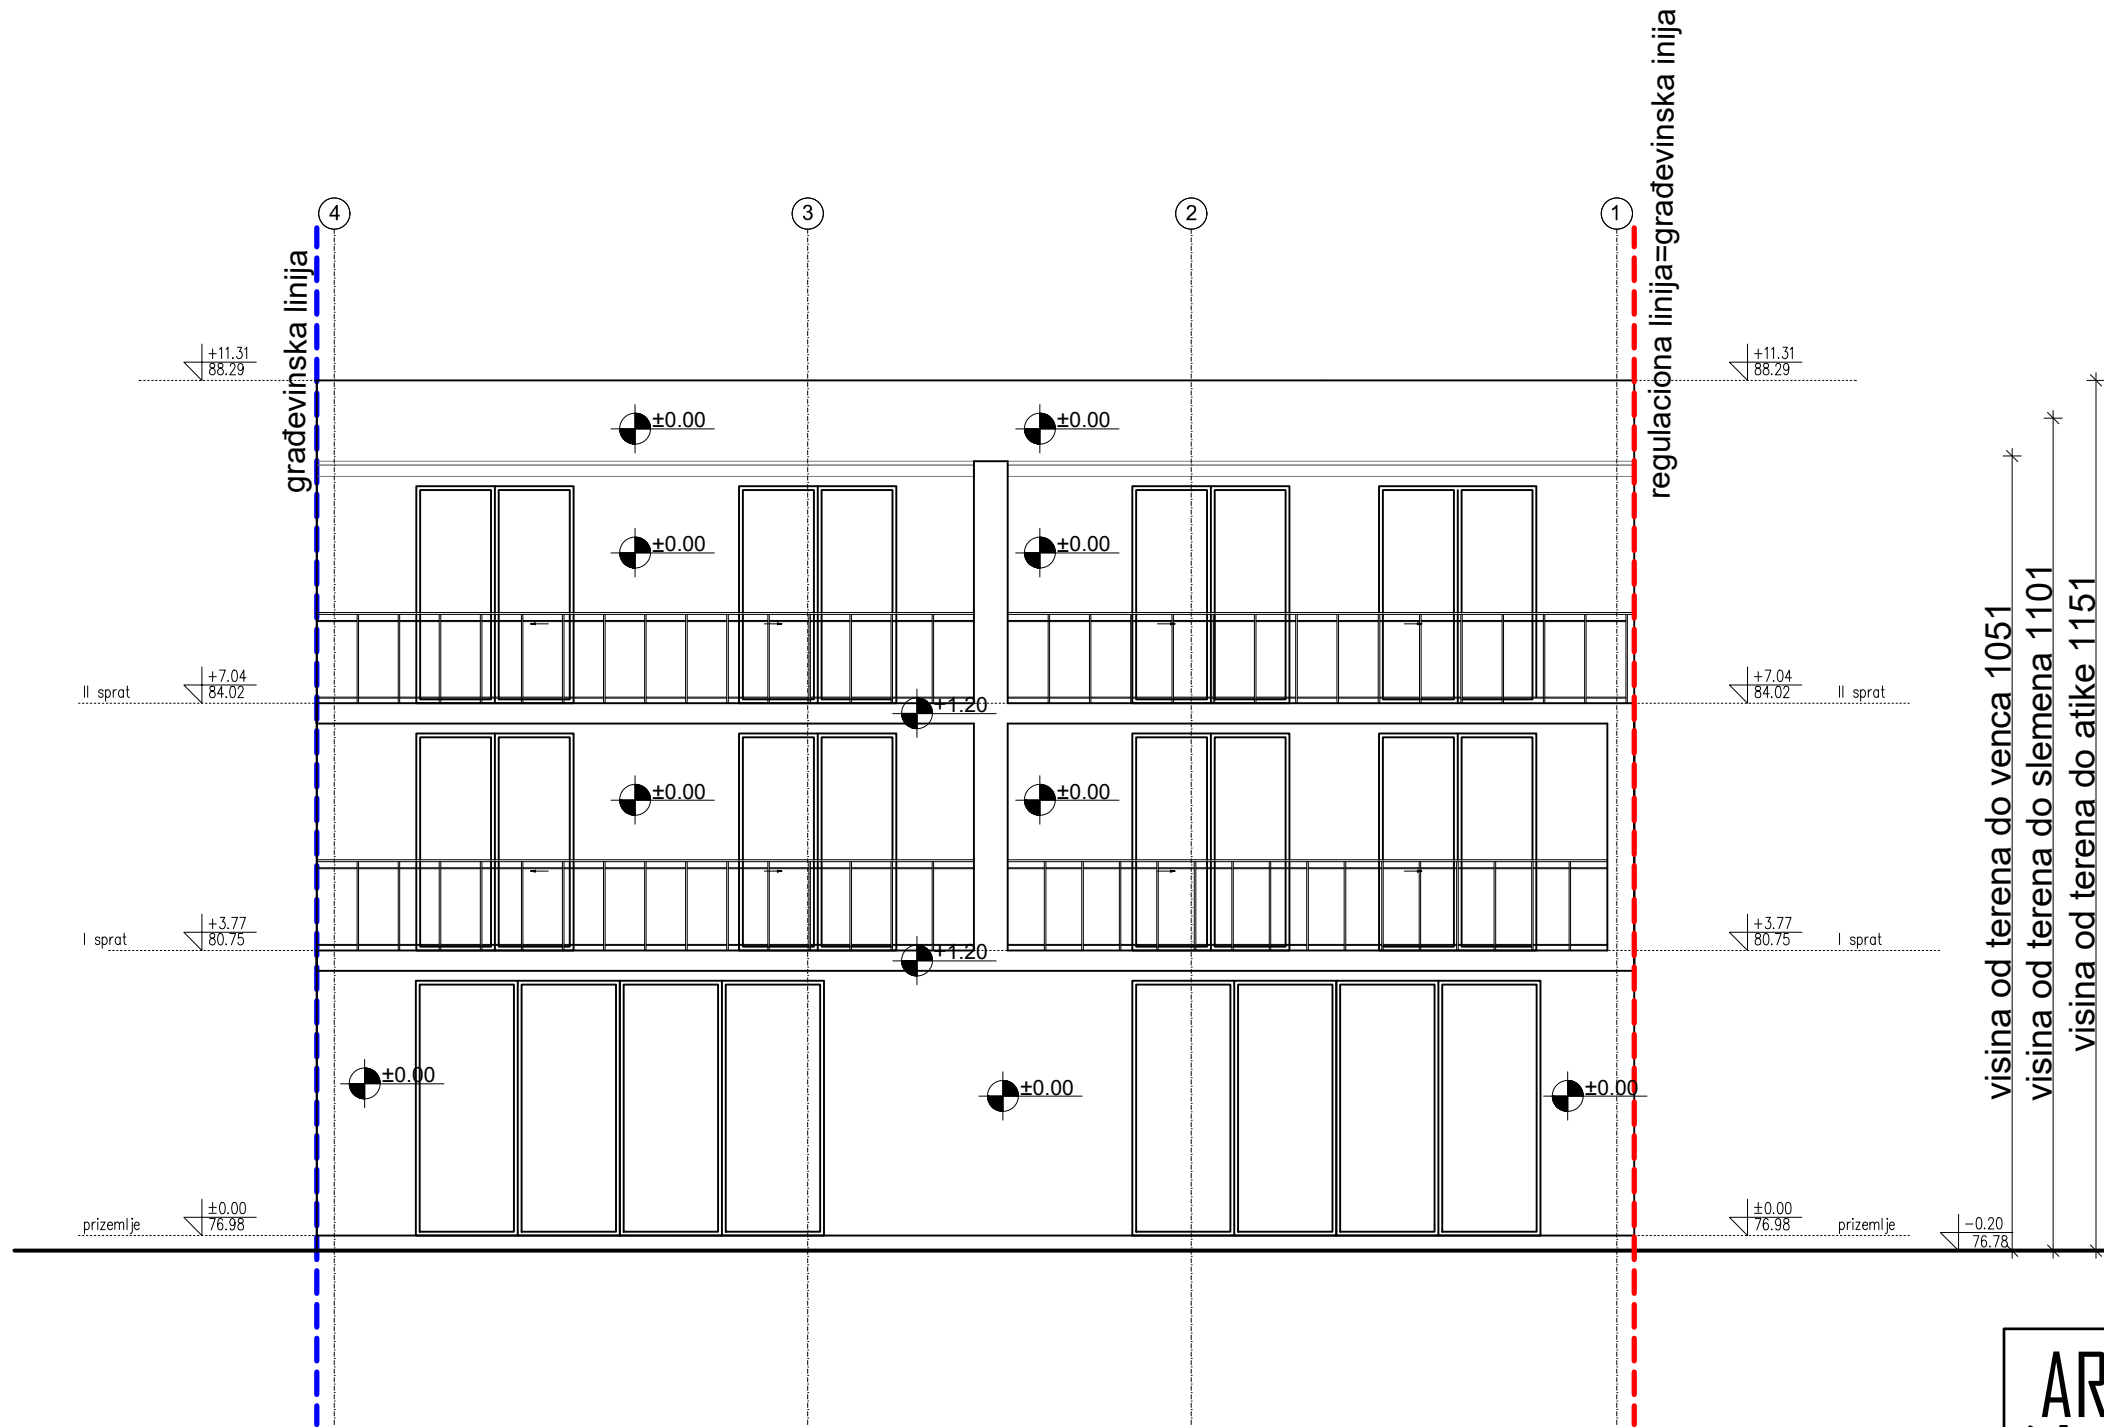 regulaciona linija=građevinska inija
4
3
2
1
građevinska linija
+11.31
88.29
+11.31
88.29
±0.00
±0.00
±0.00
±0.00
II sprat
+7.04
84.02
+7.04
84.02
II sprat
+1.20
±0.00
±0.00
I sprat
+3.77
80.75
+3.77
80.75
I sprat
+1.20
±0.00
±0.00
±0.00
prizemlje
±0.00
76.98
±0.00
76.98
prizemlje
-0.20
76.78
visina od terena do venca 1051
visina od terena do slemena 1101
visina od terena do atike 1151
AR